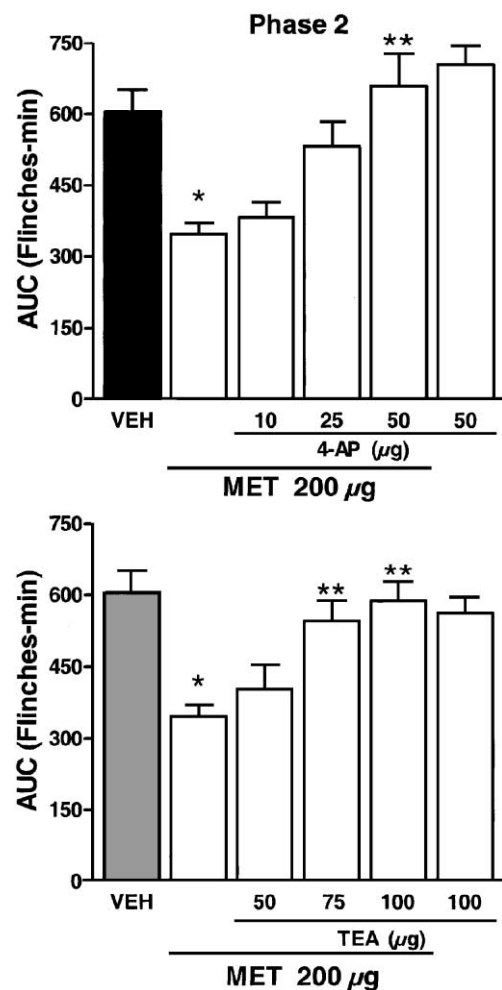 Phase 2
AUC (Flinches-min)
750
600
450
300
150
0
*
**
VEH 10 25 50 50
4-AP (µg)
MET 200 µg
AUC (Flinches-min)
750
600
450
300
150
0
*
**
**
VEH 50 75 100 100
TEA (µg)
MET 200 µg